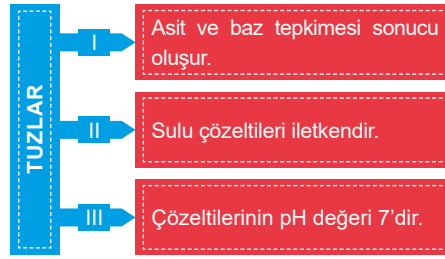 TUZLAR
I
Asit ve baz tepkimesi sonucu
oluşur.
II
Sulu çözeltileri iletkendir.
III
Çözeltilerinin pH değeri 7’dir.